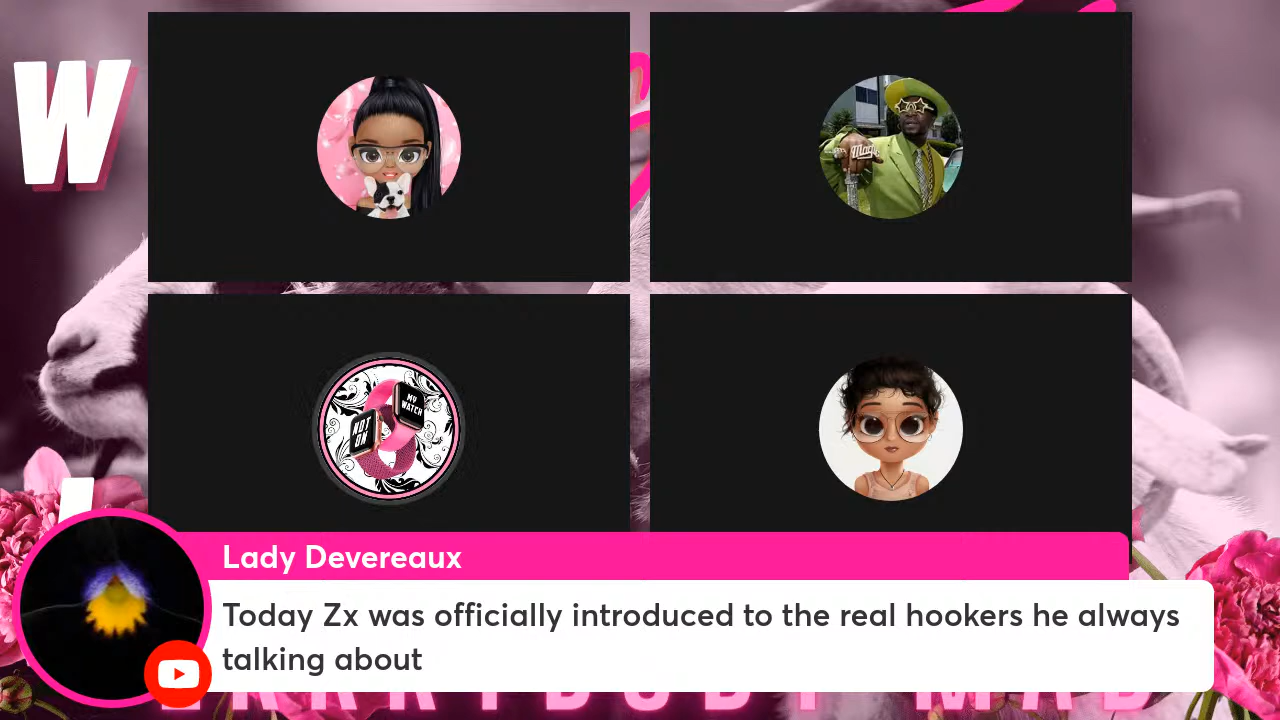 W
MY
WATCH
NOT
ON
Lady Devereaux
Today Zx was officially introduced to the real hookers he always
talking about